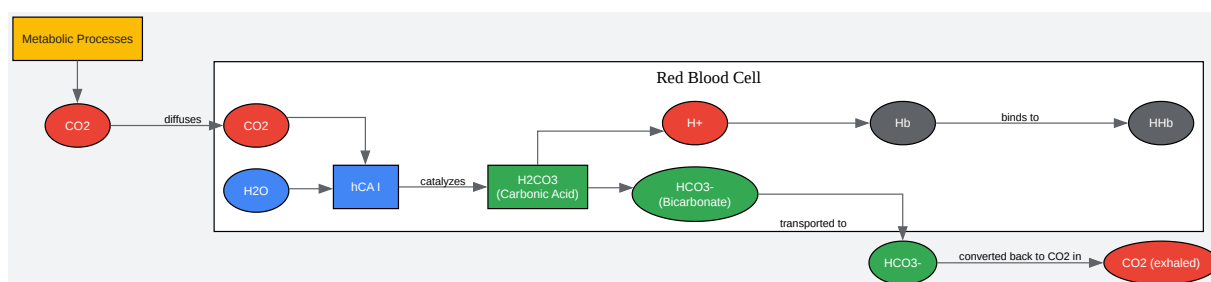 Metabolic Processes
Red Blood Cell
CO2
diffuses
CO2
H+
Hb
binds to
HHb
H2O
hCA I
catalyzes
H2CO3
(Carbonic Acid)
HCO3-
(Bicarbonate)
transported to
HCO3-
converted back to CO2 in
CO2 (exhaled)